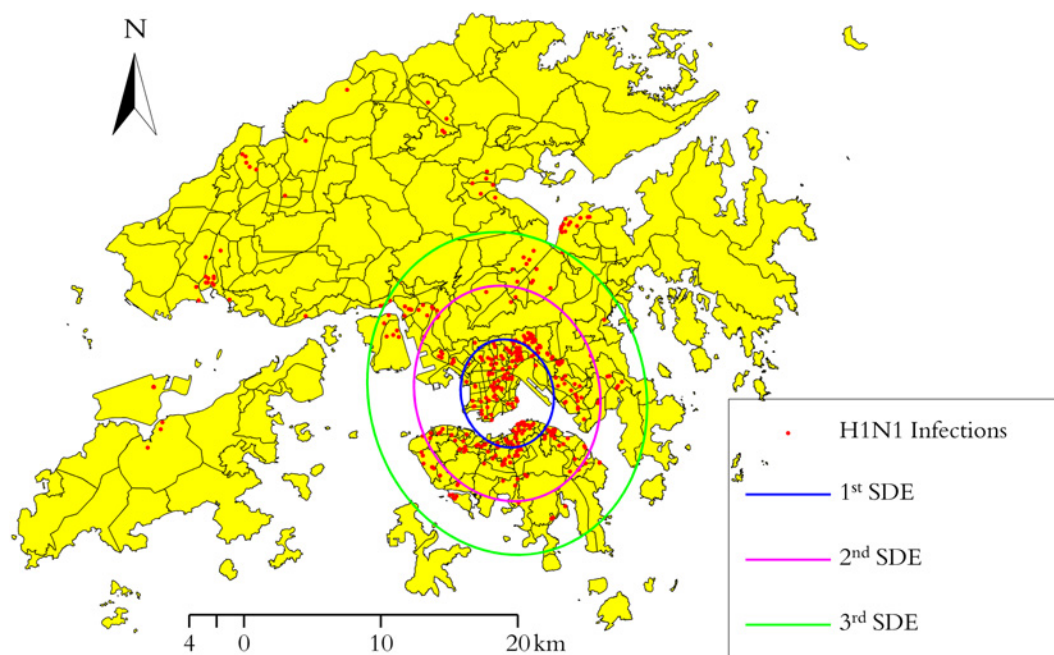 N
H1N1 Infections
1st SDE
2nd SDE
3rd SDE
4 0 10 20 km